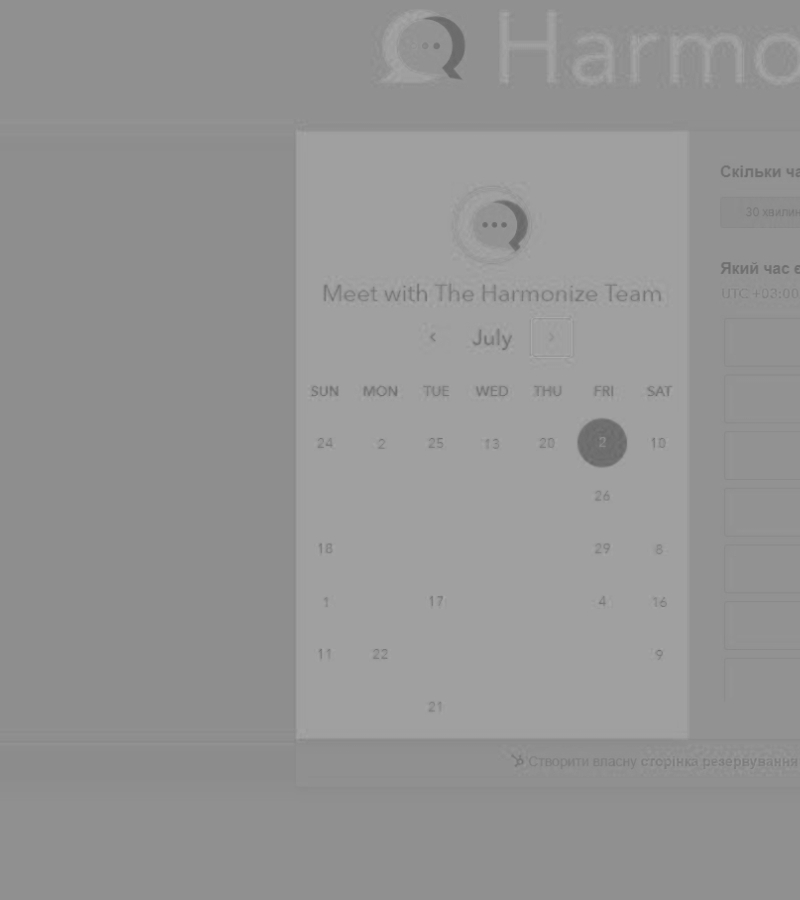 Harmo
Скільки ча
30 хвилин
Meet with The Harmonize Team
Який час є
UTC +03:00
‹ July ›
SUN MON TUE WED THU FRI SAT
24 2 25 13 20 2 10
26
18 29 8
1 17 4 16
11 22 9
21
Створити власну сторінка резервування